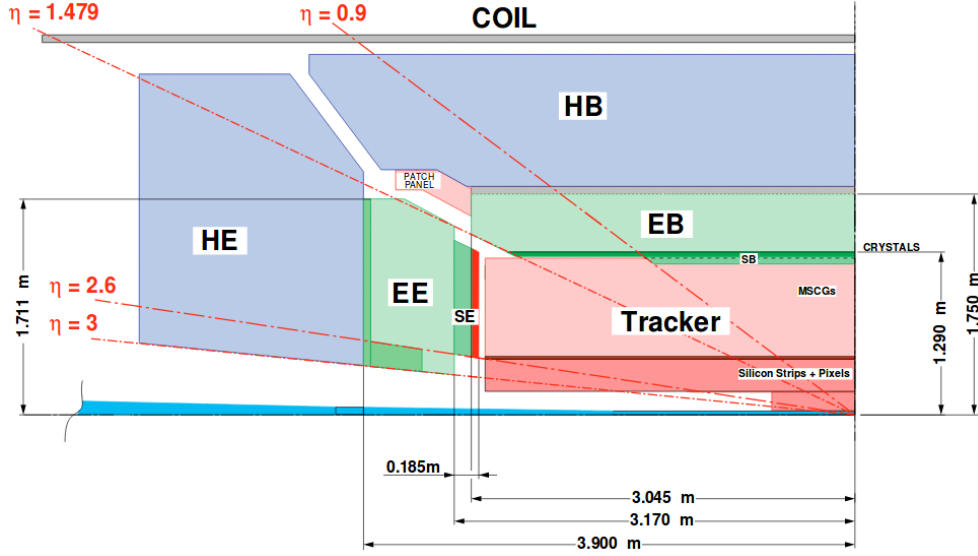 η = 1.479
η = 0.9
COIL
HB
PATCH
PANEL
HE
EB
CRYSTALS
SB
EE
η = 2.6
η = 3
SE
MSCGs
Tracker
Silicon Strips + Pixels
1.711 m
1.290 m
1.750 m
0.185m
3.045 m
3.170 m
3.900 m